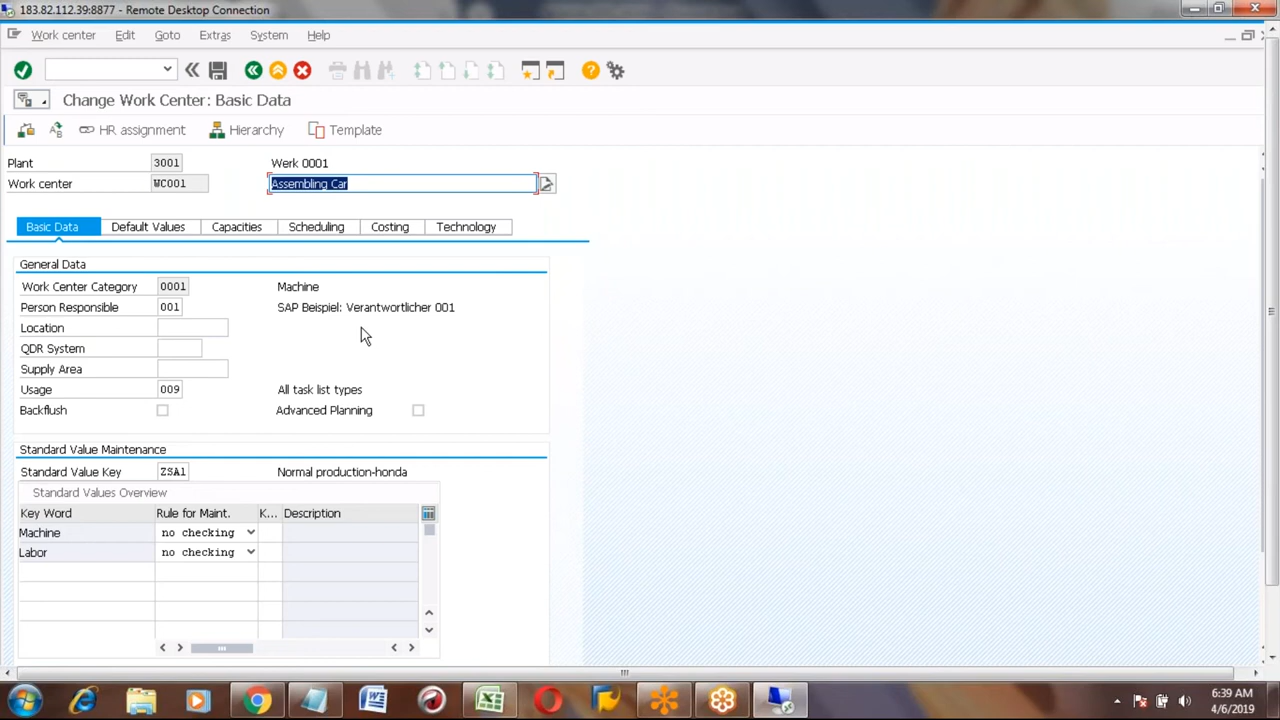 183.82.112.39:8877 - Remote Desktop Connection
Work center Edit Goto Extras System Help
Change Work Center: Basic Data
HR assignment Hierarchy Template
Plant 3001 Werk 0001
Work center WC001 Assembling Car
Basic Data Default Values Capacities Scheduling Costing Technology
General Data
Work Center Category 0001 Machine
Person Responsible 001 SAP Beispiel: Verantwortlicher 001
Location
QDR System
Supply Area
Usage 009 All task list types
Backflush Advanced Planning
Standard Value Maintenance
Standard Value Key ZSA1 Normal production-honda
Standard Values Overview
Key Word Rule for Maint. K... Description
Machine no checking
Labor no checking
6:39 AM
4/6/2019